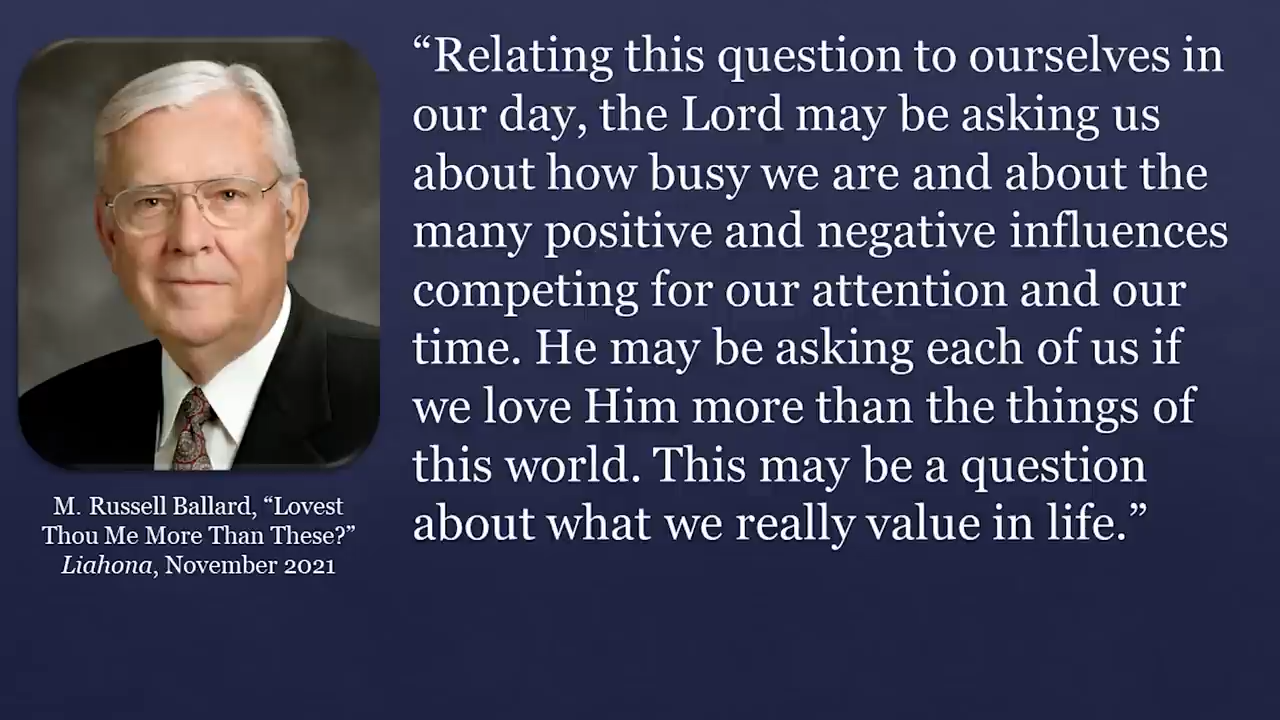 “Relating this question to ourselves in
our day, the Lord may be asking us
about how busy we are and about the
many positive and negative influences
competing for our attention and our
time. He may be asking each of us if
we love Him more than the things of
this world. This may be a question
about what we really value in life.”
M. Russell Ballard, “Lovest
Thou Me More Than These?”
Liahona, November 2021